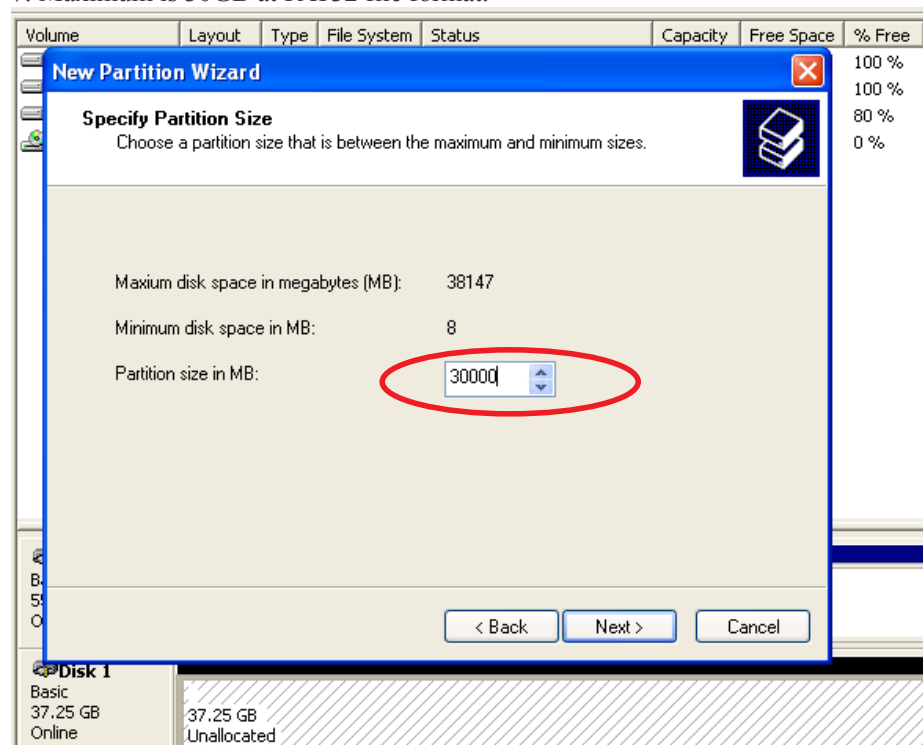 Volume Layout Type File System Status Capacity Free Space % Free
New Partition Wizard
100 %
100 %
Specify Partition Size
80 %
Choose a partition size that is between the maximum and minimum sizes.
0 %
Maxium disk space in megabytes (MB): 38147
Minimum disk space in MB: 8
Partition size in MB: 30000
< Back Next > Cancel
Disk 1
Basic
37.25 GB 37.25 GB
Online Unallocated